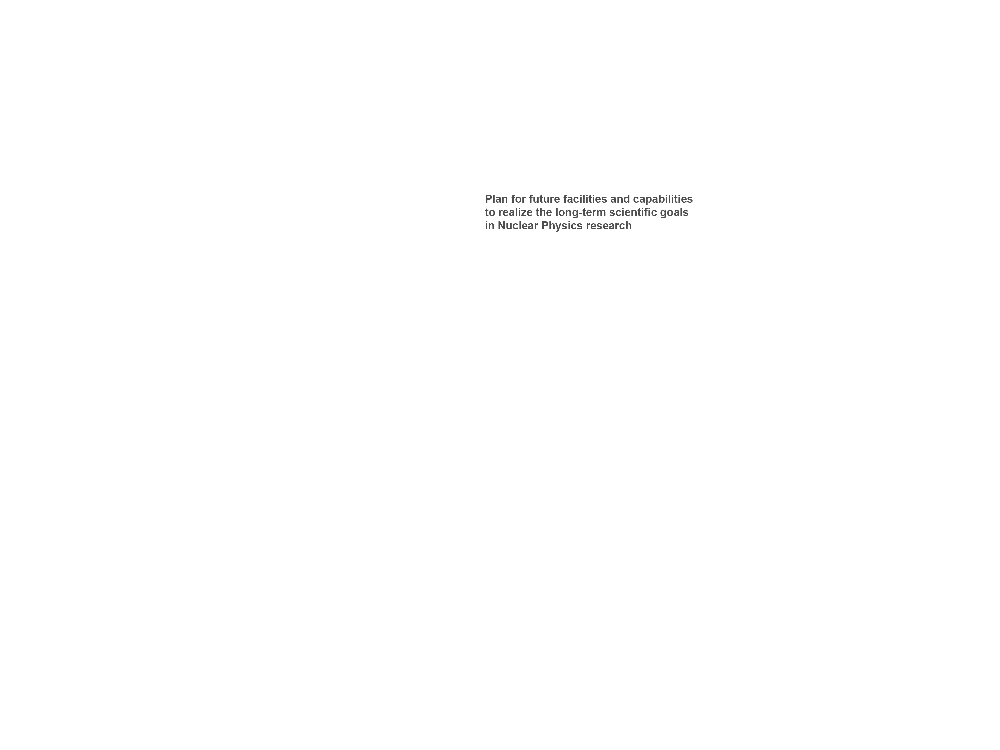 Plan for future facilities and capabilities
to realize the long-term scientific goals
in Nuclear Physics research